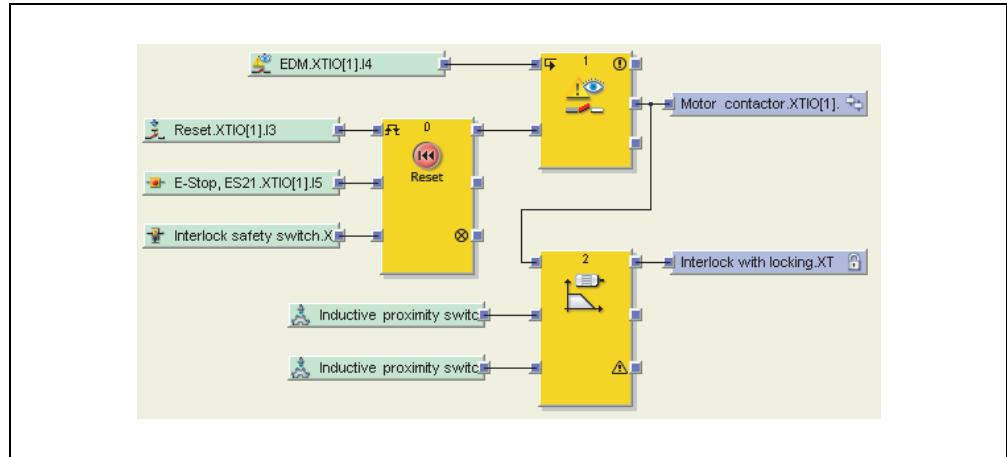 EDM.XTIO[1].I4
1
Motor contactor.XTIO[1].
Reset.XTIO[1].I3
0
Reset
E-Stop, ES21.XTIO[1].I5
Interlock safety switch.X
2
Interlock with locking.XT
Inductive proximity switc
Inductive proximity switc